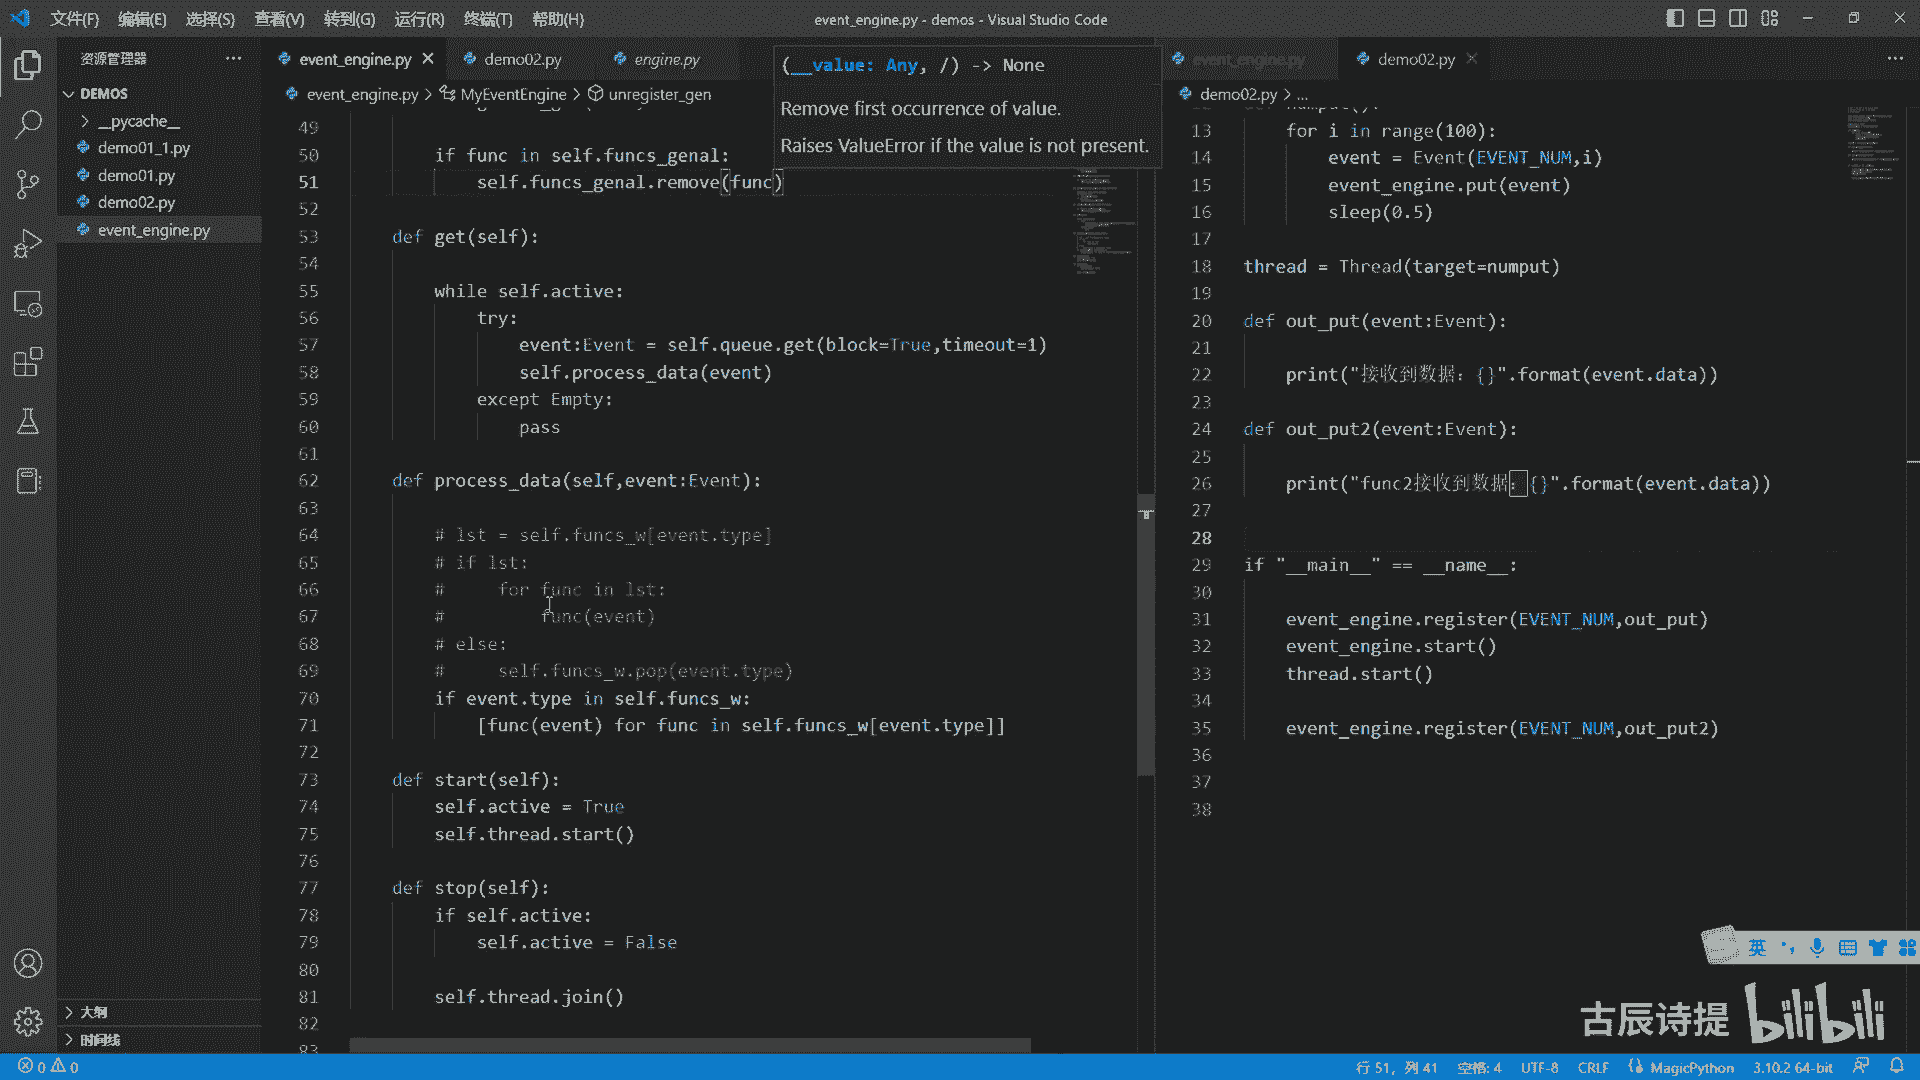 文件(F) 编辑(E) 选择(S) 查看(V) 转到(G) 运行(R) 终端(T) 帮助(H)
event_engine.py - demos - Visual Studio Code
资源管理器
DEMOS
__pycache__
demo01_1.py
demo01.py
demo02.py
event_engine.py
大纲
时间线
event_engine.py
demo02.py
engine.py
event_engine.py > MyEventEngine > unregister_gen
(__value: Any, /) -> None
Remove first occurrence of value.
Raises ValueError if the value is not present.
49
50 if func in self.funcs_genal:
51 self.funcs_genal.remove(func)
52
53 def get(self):
54
55 while self.active:
56 try:
57 event:Event = self.queue.get(block=True,timeout=1)
58 self.process_data(event)
59 except Empty:
60 pass
61
62 def process_data(self,event:Event):
63
64 # lst = self.funcs_w[event.type]
65 # if lst:
66 # for func in lst:
67 # func(event)
68 # else:
69 # self.funcs_w.pop(event.type)
70 if event.type in self.funcs_w:
71 [func(event) for func in self.funcs_w[event.type]]
72
73 def start(self):
74 self.active = True
75 self.thread.start()
76
77 def stop(self):
78 if self.active:
79 self.active = False
80
81 self.thread.join()
82
83
event_engine.py
demo02.py
demo02.py > ...
13 for i in range(100):
14 event = Event(EVENT_NUM,i)
15 event_engine.put(event)
16 sleep(0.5)
17
18 thread = Thread(target=numput)
19
20 def out_put(event:Event):
21
22 print("接收到数据：{}".format(event.data))
23
24 def out_put2(event:Event):
25
26 print("func2接收到数据：{}".format(event.data))
27
28
29 if "__main__" == __name__:
30
31 event_engine.register(EVENT_NUM,out_put)
32 event_engine.start()
33 thread.start()
34
35 event_engine.register(EVENT_NUM,out_put2)
36
37
38
英
古辰诗提 bilibili
0 0
行 51，列 41 空格: 4 UTF-8 CRLF MagicPython 3.10.2 64-bit